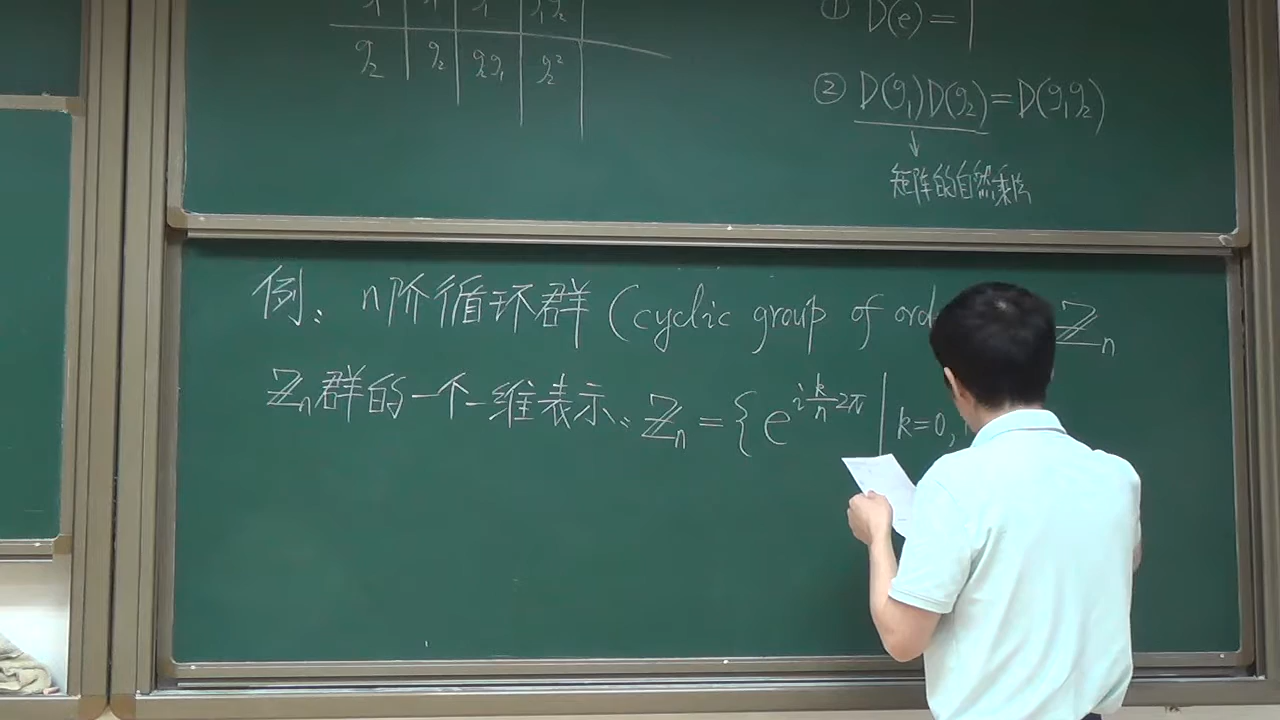 g₂ g₂ g₂g₁ g₂²
① D(e)=1
② D(g₁)D(g₂)=D(g₁g₂)
矩阵的自然乘法
例: n阶循环群 (cyclic group of ℤₙ
ℤₙ群的一个一维表示: ℤₙ = { e^{i\frac{k}{n}2π} | k=0,